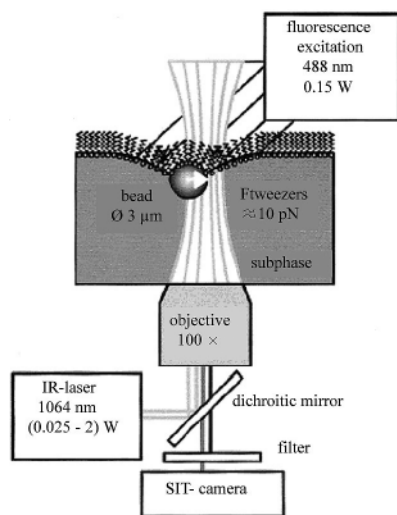 fluorescence
excitation
488 nm
0.15 W
bead
Ø 3 μm
Ftweezers
≈10 pN
subphase
objective
100 ×
IR-laser
1064 nm
(0.025 - 2) W
dichroitic mirror
filter
SIT- camera